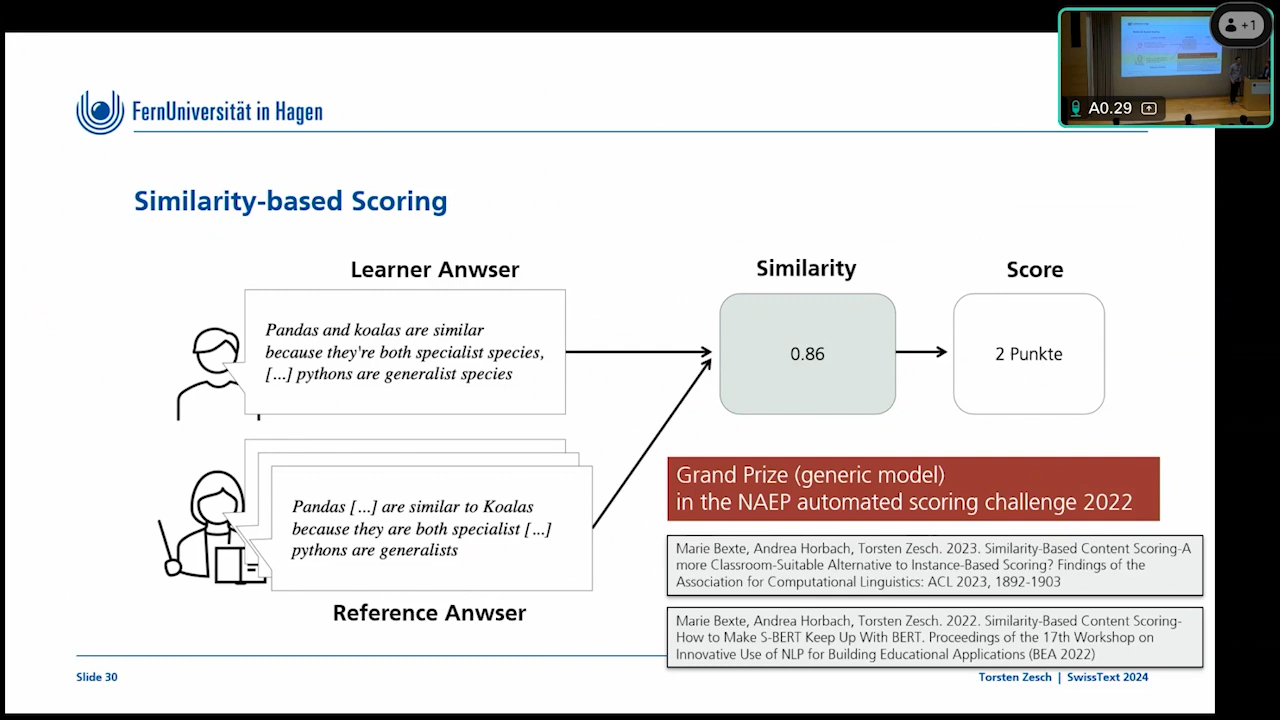 FernUniversität in Hagen
+1
A0.29
Similarity-based Scoring
Learner Anwser
Similarity
Score
Pandas and koalas are similar
because they're both specialist species,
[...] pythons are generalist species
0.86
2 Punkte
Pandas [...] are similar to Koalas
because they are both specialist [...]
pythons are generalists
Reference Anwser
Grand Prize (generic model)
in the NAEP automated scoring challenge 2022
Marie Bexte, Andrea Horbach, Torsten Zesch. 2023. Similarity-Based Content Scoring-A
more Classroom-Suitable Alternative to Instance-Based Scoring? Findings of the
Association for Computational Linguistics: ACL 2023, 1892-1903
Marie Bexte, Andrea Horbach, Torsten Zesch. 2022. Similarity-Based Content Scoring-
How to Make S-BERT Keep Up With BERT. Proceedings of the 17th Workshop on
Innovative Use of NLP for Building Educational Applications (BEA 2022)
Slide 30
Torsten Zesch | SwissText 2024